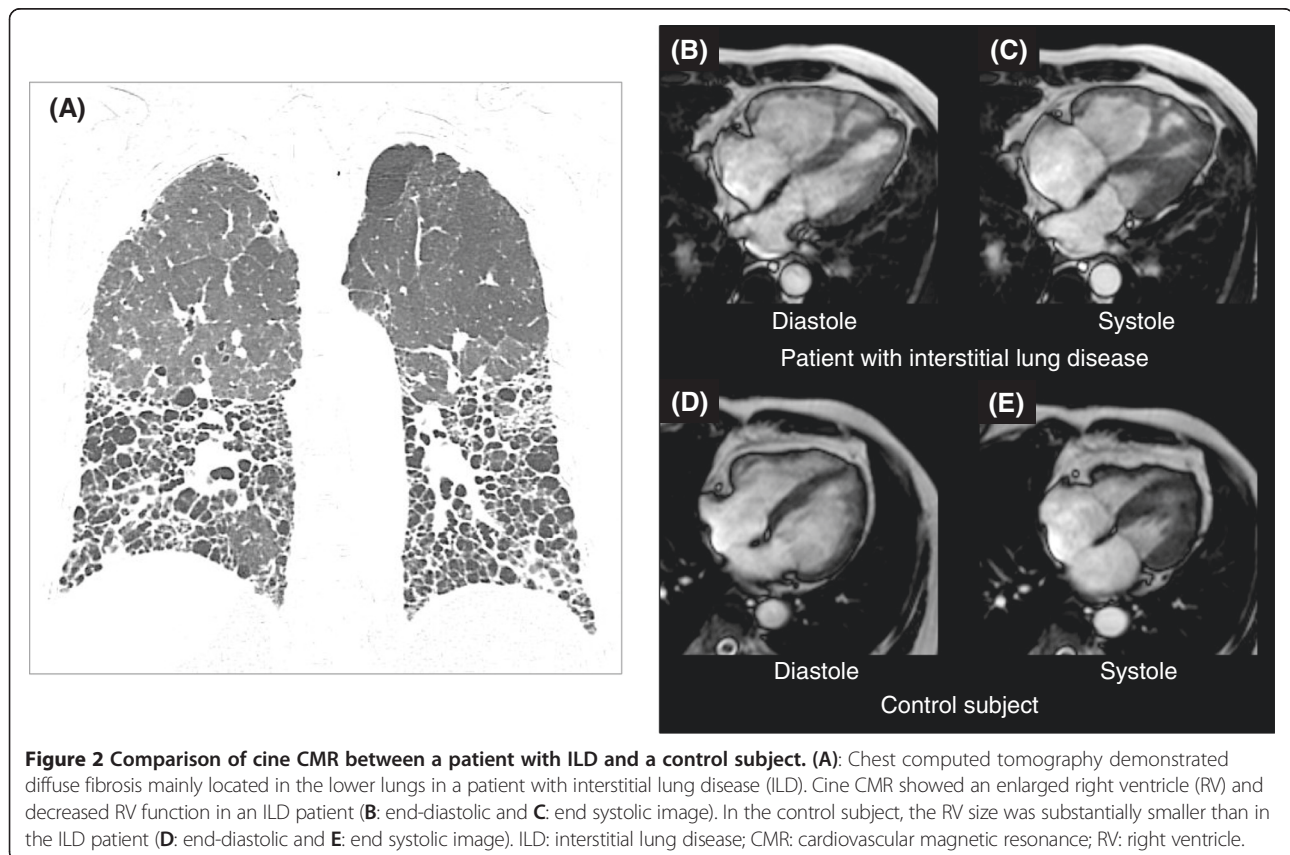 (A)
(B)
(C)
Diastole
Systole
Patient with interstitial lung disease
(D)
(E)
Diastole
Systole
Control subject
Figure 2 Comparison of cine CMR between a patient with ILD and a control subject. (A): Chest computed tomography demonstrated
diffuse fibrosis mainly located in the lower lungs in a patient with interstitial lung disease (ILD). Cine CMR showed an enlarged right ventricle (RV) and
decreased RV function in an ILD patient (B: end-diastolic and C: end systolic image). In the control subject, the RV size was substantially smaller than in
the ILD patient (D: end-diastolic and E: end systolic image). ILD: interstitial lung disease; CMR: cardiovascular magnetic resonance; RV: right ventricle.